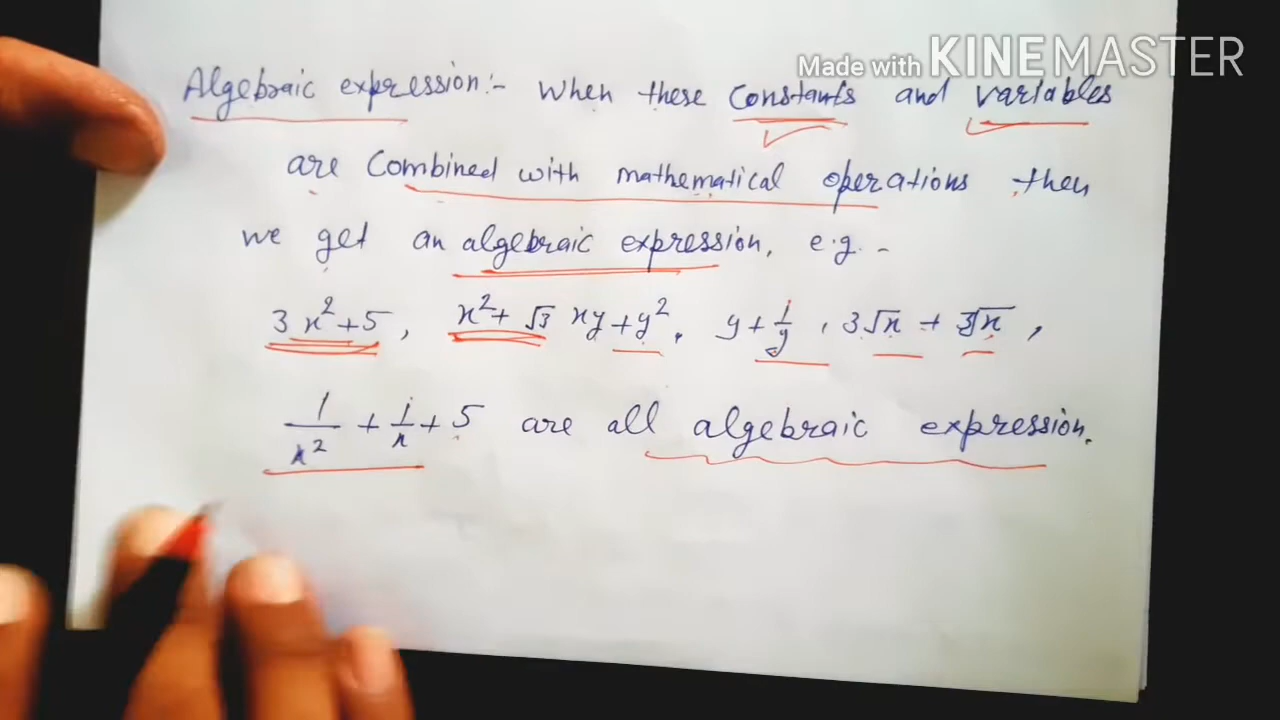 Made with KINEMASTER
Algebraic expression:- When these constants and variables
are Combined with mathematical operations then
we get an algebraic expression, e.g. -
3x²+5, x²+ √3 xy+y², y+1/y, 3√x + ∛x,
1/x² + 1/x + 5 are all algebraic expression.